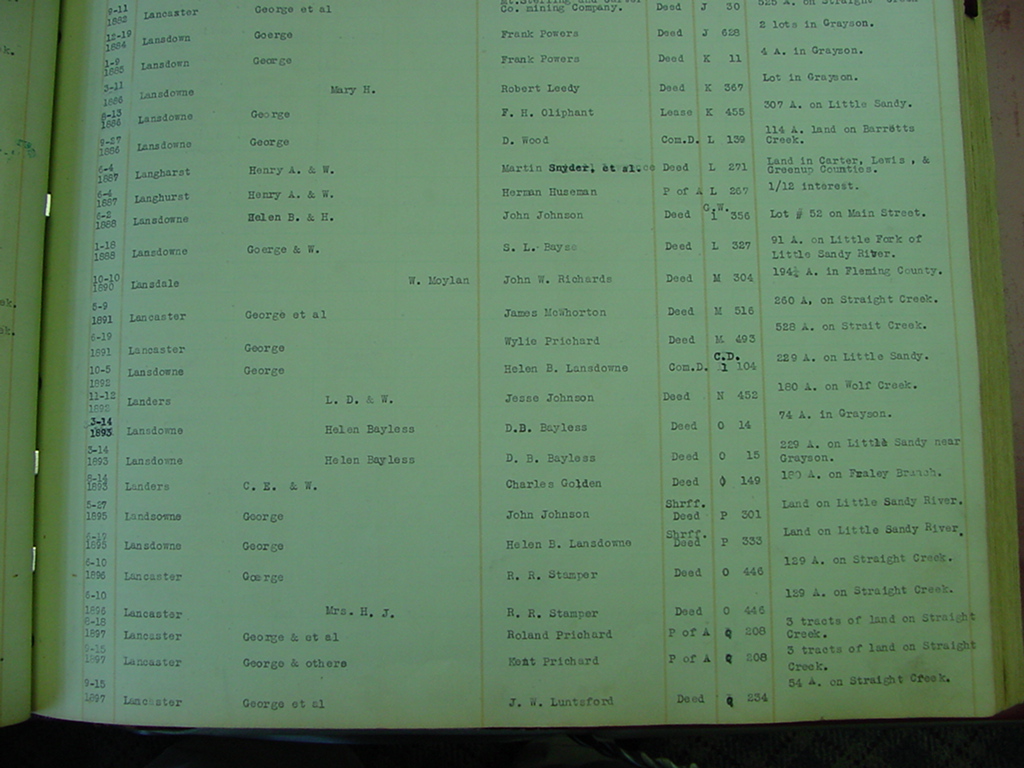 9-11 Mt. Sterling and Carter 525 A. on Straight Creek
1882 Lancaster George et al Co. mining Company. Deed J 30
12-19 2 lots in Grayson.
1884 Lansdown Goerge Frank Powers Deed J 628
1-9 4 A. in Grayson.
1885 Lansdown George Frank Powers Deed K 11
3-11 Lot in Grayson.
1886 Lansdowne Mary H. Robert Leedy Deed K 367
8-13 307 A. on Little Sandy.
1886 Lansdowne George F. H. Oliphant Lease K 455
9-27 114 A. land on Barretts
1886 Lansdowne George D. Wood Com.D. L 139 Creek.
6-4 Land in Carter, Lewis , &
1887 Langharst Henry A. & W. Martin Snyder, et al. Deed L 271 Greenup Counties.
6-4 1/12 interest.
1887 Langhurst Henry A. & W. Herman Huseman P of A L 267
6-2 G.W.
1888 Lansdowne Helen B. & H. John Johnson Deed 1 356 Lot # 52 on Main Street.
1-18 91 A. on Little Fork of
1888 Lansdowne Goerge & W. S. L. Bayse Deed L 327 Little Sandy River.
10-10 194½ A. in Fleming County.
1890 Lansdale W. Moylan John W. Richards Deed M 304
6-9 260 A. on Straight Creek.
1891 Lancaster George et al James McWhorton Deed M 516
6-19 528 A. on Strait Creek.
1891 Lancaster George Wylie Prichard Deed M 493
10-5 C.D. 229 A. on Little Sandy.
1892 Lansdowne George Helen B. Lansdowne Com.D. 1 104
11-12 180 A. on Wolf Creek.
1892 Landers L. D. & W. Jesse Johnson Deed N 452
3-14 74 A. in Grayson.
1893 Lansdowne Helen Bayless D.B. Bayless Deed O 14
3-14 229 A. on Little Sandy near
1893 Lansdowne Helen Bayless D. B. Bayless Deed O 15 Grayson.
8-14 180 A. on Fraley Branch.
1893 Landers C. E. & W. Charles Golden Deed O 149
5-27 Shrff. Land on Little Sandy River.
1895 Landsowne George John Johnson Deed P 301
Shrff. Land on Little Sandy River,
1895 Lansdowne George Helen B. Lansdowne Deed P 333
6-10 129 A. on Straight Creek.
1896 Lancaster George R. R. Stamper Deed O 446
6-10 129 A. on Straight Creek.
1896 Lancaster Mrs. H. J. R. R. Stamper Deed O 446
8-18 3 tracts of land on Straight
1897 Lancaster George & et al Roland Prichard P of A Q 208 Creek.
9-15 3 tracts of land on Straight
1897 Lancaster George & others Kent Prichard P of A Q 208 Creek.
9-15 54 A. on Straight Creek.
1897 Lancaster George et al J. W. Luntsford Deed Q 234